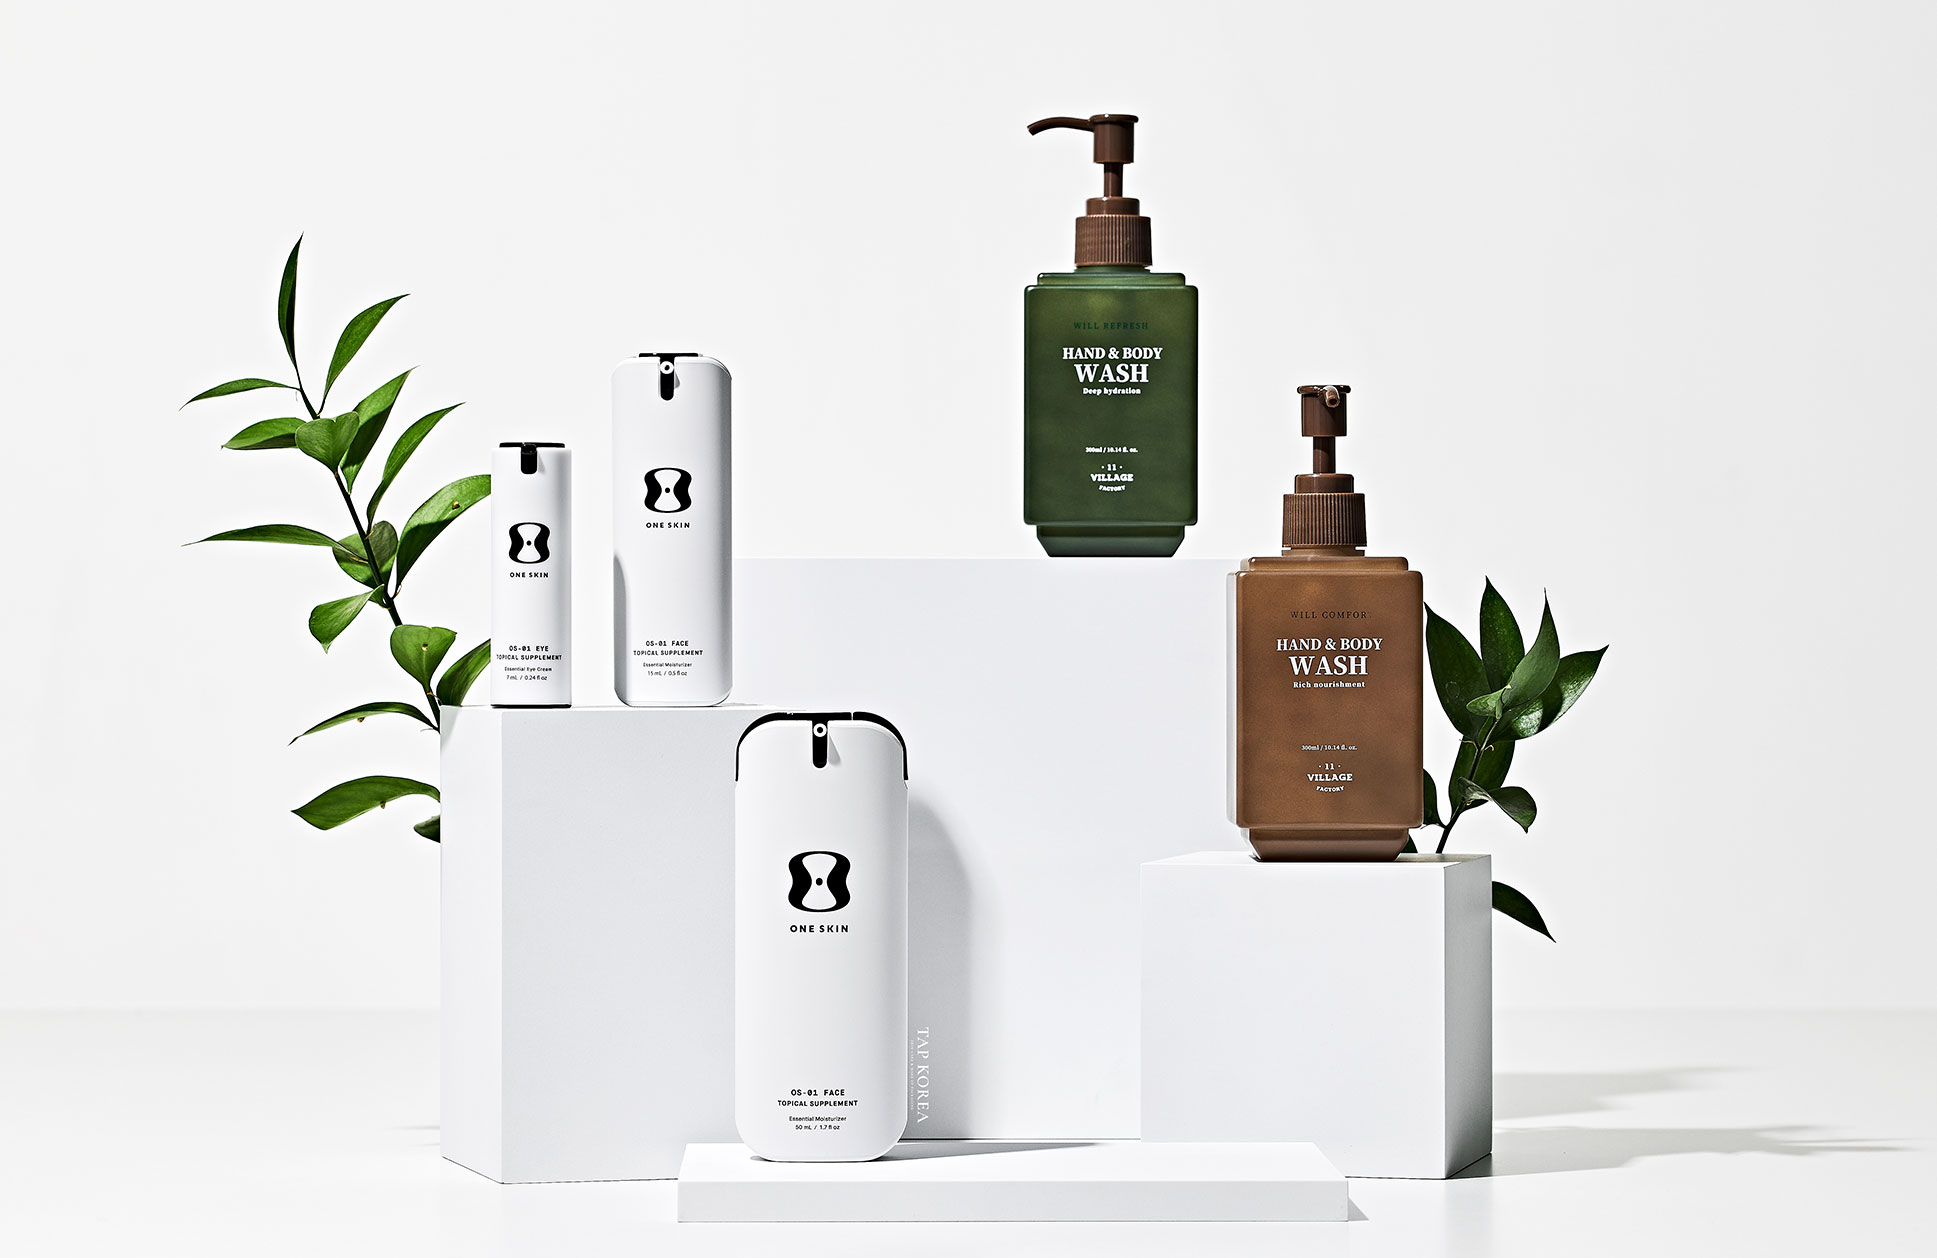 ONE SKIN
OS-01 EYE
TOPICAL SUPPLEMENT
Essential Eye Cream
7 mL / 0.24 fl oz
ONE SKIN
OS-01 FACE
TOPICAL SUPPLEMENT
Essential Moisturizer
15 mL / 0.5 fl oz
ONE SKIN
OS-01 FACE
TOPICAL SUPPLEMENT
Essential Moisturizer
50 mL / 1.7 fl oz
TAP KOREA
WILL REFRESH
HAND & BODY
WASH
Deep hydration
300ml / 10.14 fl. oz.
· 11 ·
VILLAGE
FACTORY
WILL COMFOR
HAND & BODY
WASH
Rich nourishment
300ml / 10.14 fl. oz.
· 11 ·
VILLAGE
FACTORY